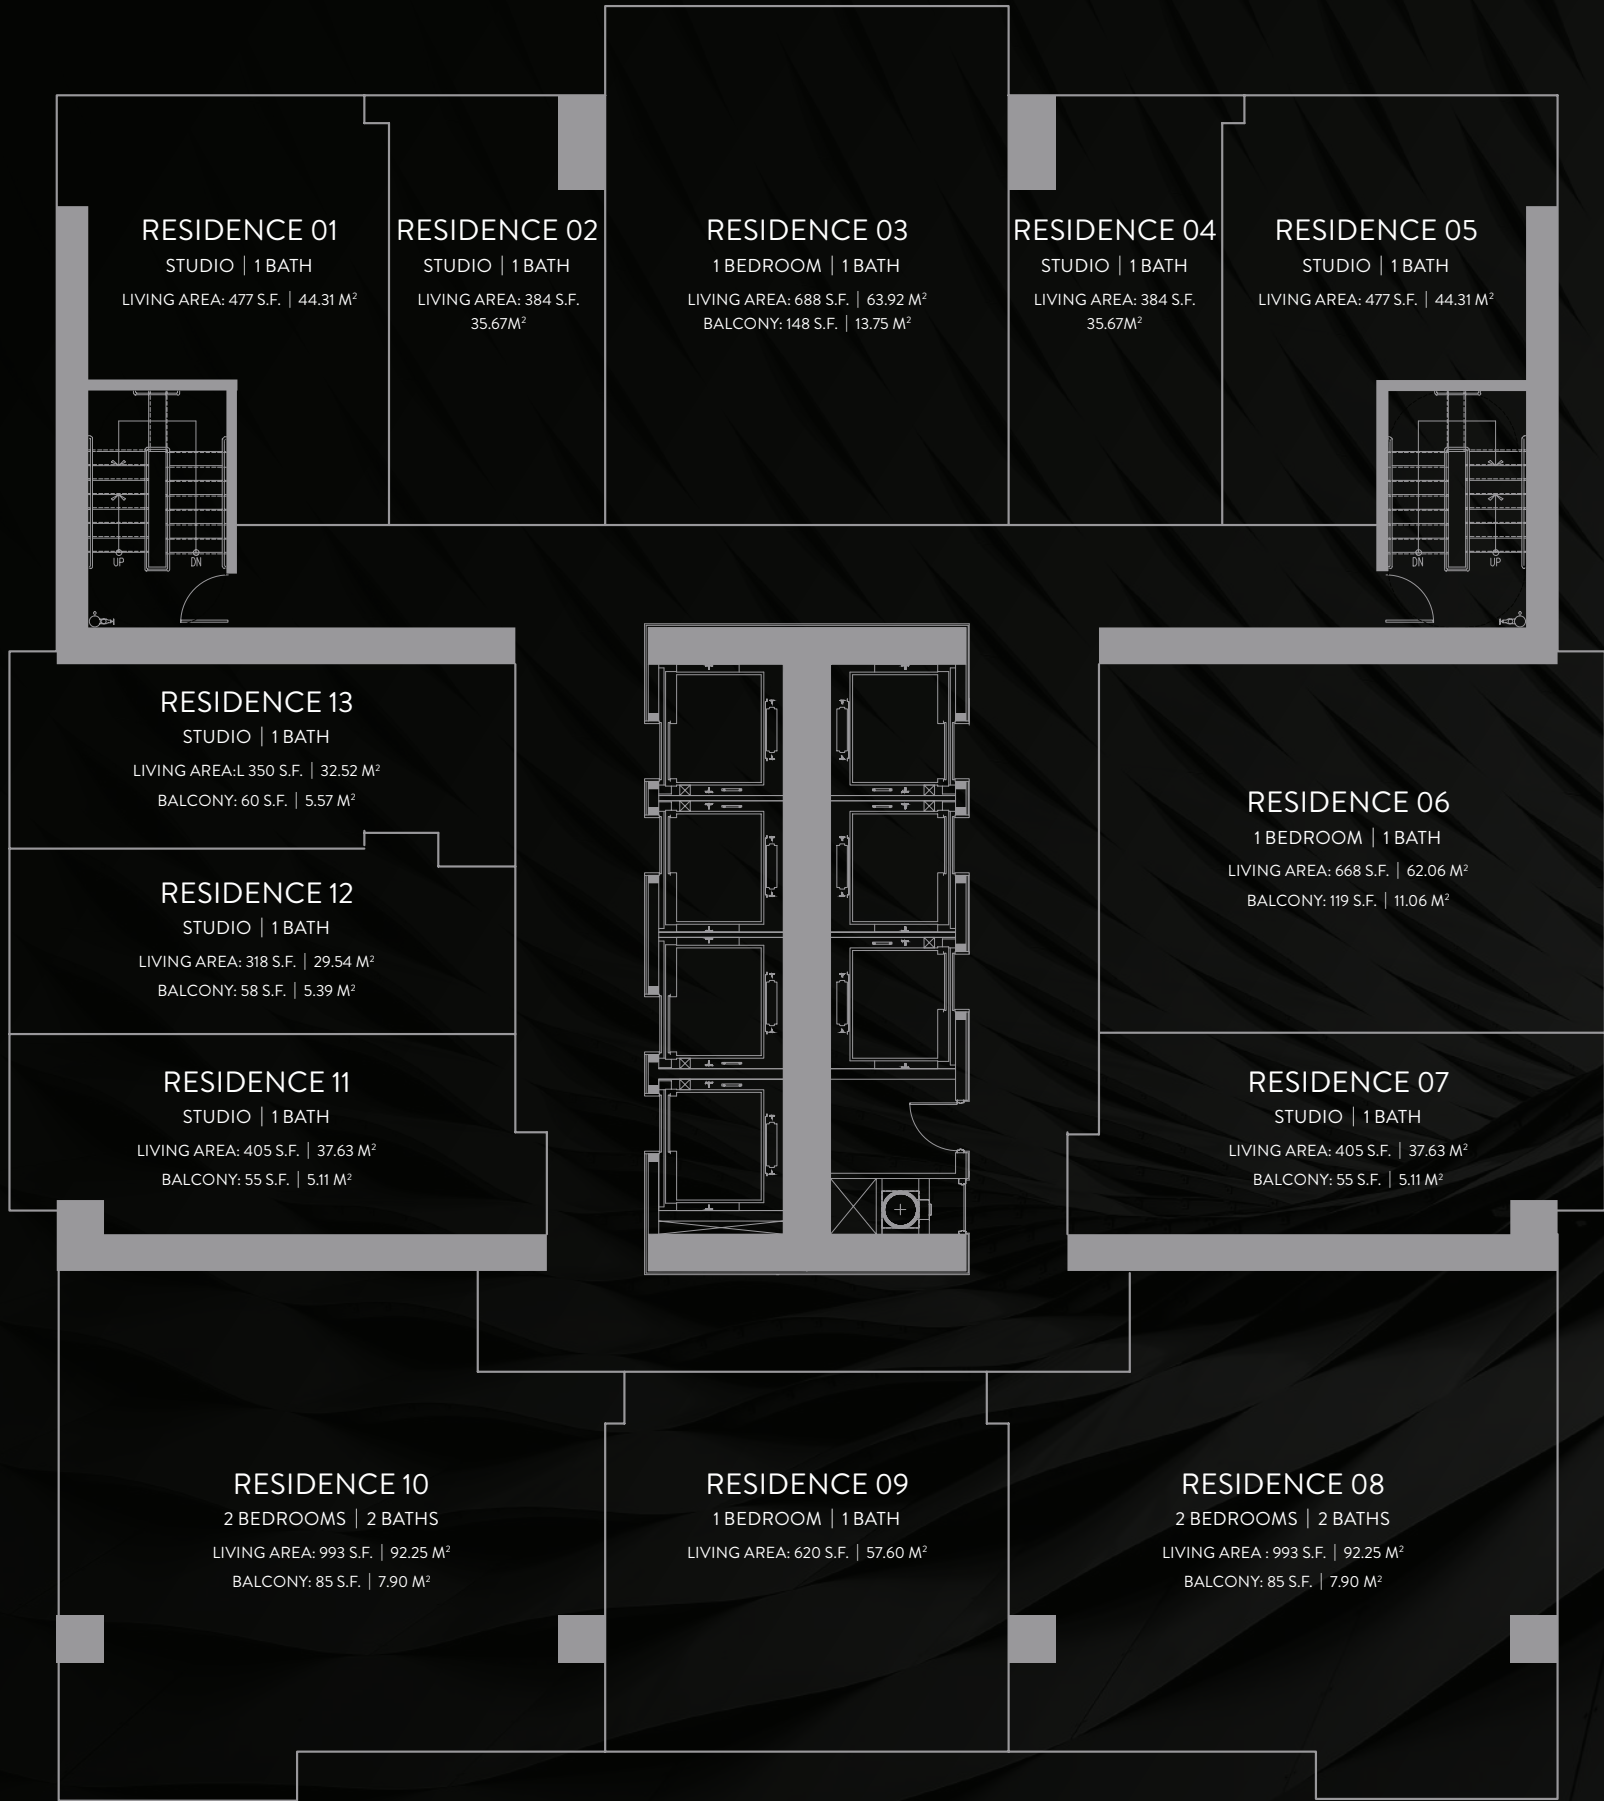 RESIDENCE 01
STUDIO | 1 BATH
LIVING AREA: 477 S.F. | 44.31 M²
RESIDENCE 02
STUDIO | 1 BATH
LIVING AREA: 384 S.F.
35.67M²
RESIDENCE 03
1 BEDROOM | 1 BATH
LIVING AREA: 688 S.F. | 63.92 M²
BALCONY: 148 S.F. | 13.75 M²
RESIDENCE 04
STUDIO | 1 BATH
LIVING AREA: 384 S.F.
35.67M²
RESIDENCE 05
STUDIO | 1 BATH
LIVING AREA: 477 S.F. | 44.31 M²
UP
DN
DN
UP
RESIDENCE 13
STUDIO | 1 BATH
LIVING AREA:L 350 S.F. | 32.52 M²
BALCONY: 60 S.F. | 5.57 M²
RESIDENCE 06
1 BEDROOM | 1 BATH
LIVING AREA: 668 S.F. | 62.06 M²
BALCONY: 119 S.F. | 11.06 M²
RESIDENCE 12
STUDIO | 1 BATH
LIVING AREA: 318 S.F. | 29.54 M²
BALCONY: 58 S.F. | 5.39 M²
RESIDENCE 11
STUDIO | 1 BATH
LIVING AREA: 405 S.F. | 37.63 M²
BALCONY: 55 S.F. | 5.11 M²
RESIDENCE 07
STUDIO | 1 BATH
LIVING AREA: 405 S.F. | 37.63 M²
BALCONY: 55 S.F. | 5.11 M²
RESIDENCE 10
2 BEDROOMS | 2 BATHS
LIVING AREA: 993 S.F. | 92.25 M²
BALCONY: 85 S.F. | 7.90 M²
RESIDENCE 09
1 BEDROOM | 1 BATH
LIVING AREA: 620 S.F. | 57.60 M²
RESIDENCE 08
2 BEDROOMS | 2 BATHS
LIVING AREA : 993 S.F. | 92.25 M²
BALCONY: 85 S.F. | 7.90 M²